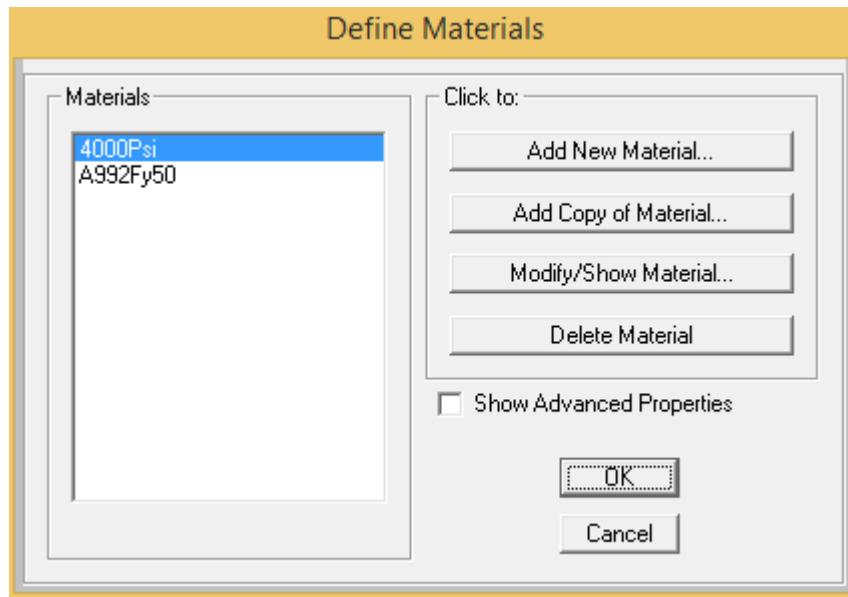 Define Materials
Materials
4000Psi
A992Fy50
Click to:
Add New Material...
Add Copy of Material...
Modify/Show Material...
Delete Material
Show Advanced Properties
OK
Cancel